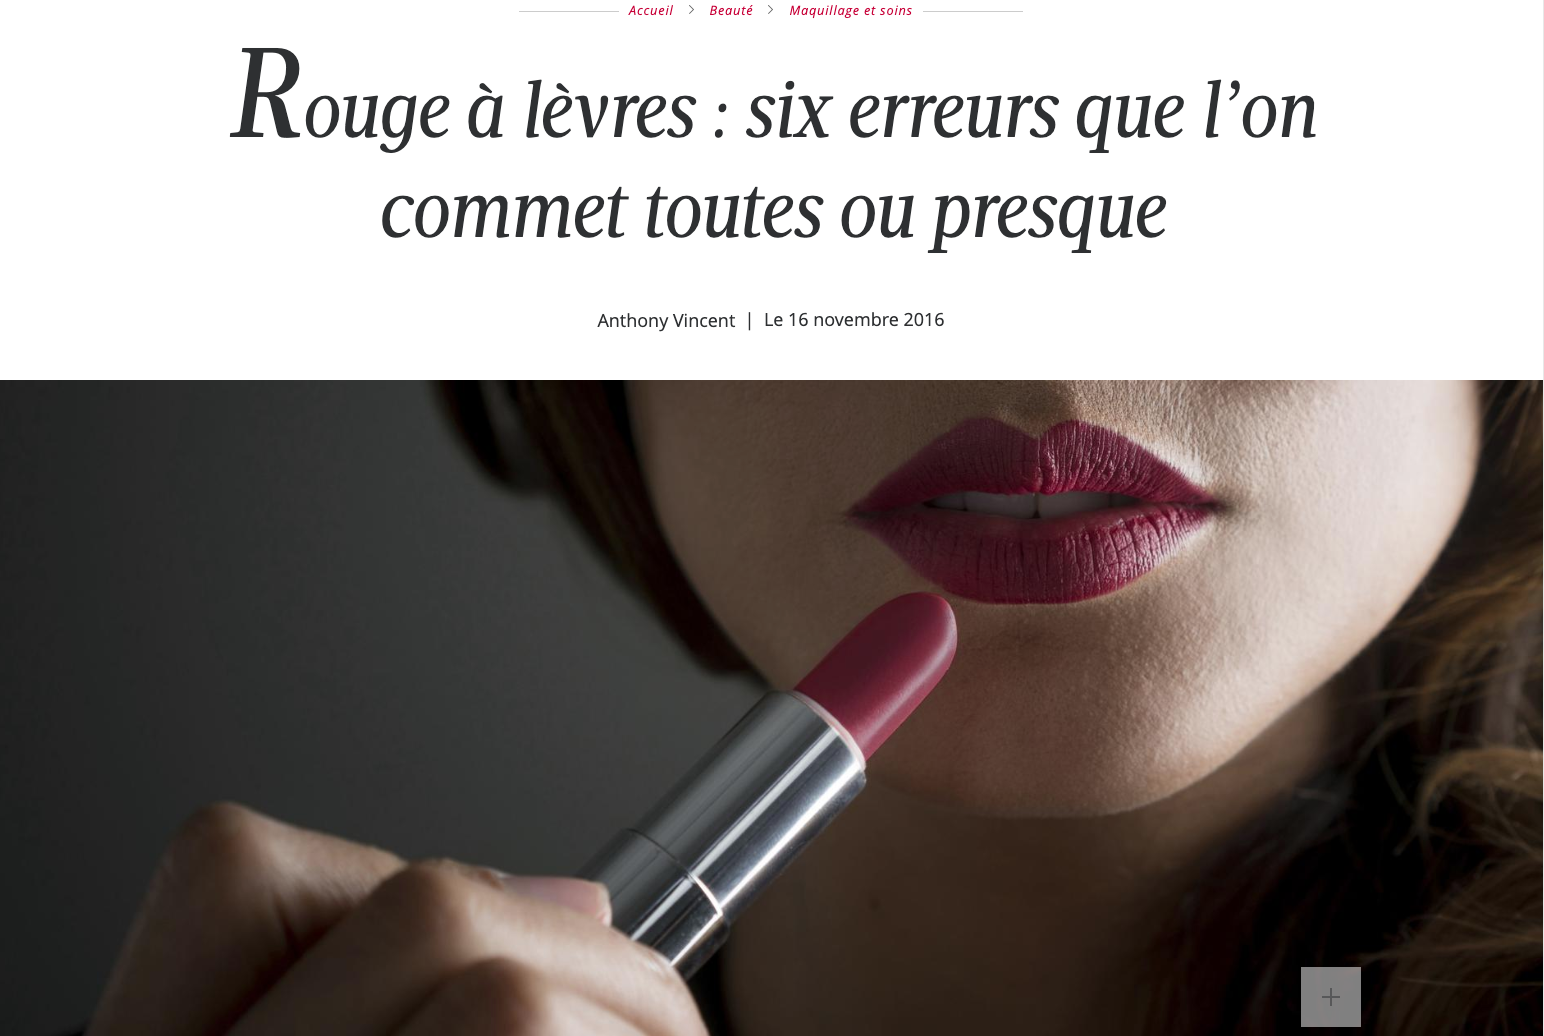 Accueil > Beauté > Maquillage et soins
Rouge à lèvres : six erreurs que l’on
commet toutes ou presque
Anthony Vincent | Le 16 novembre 2016